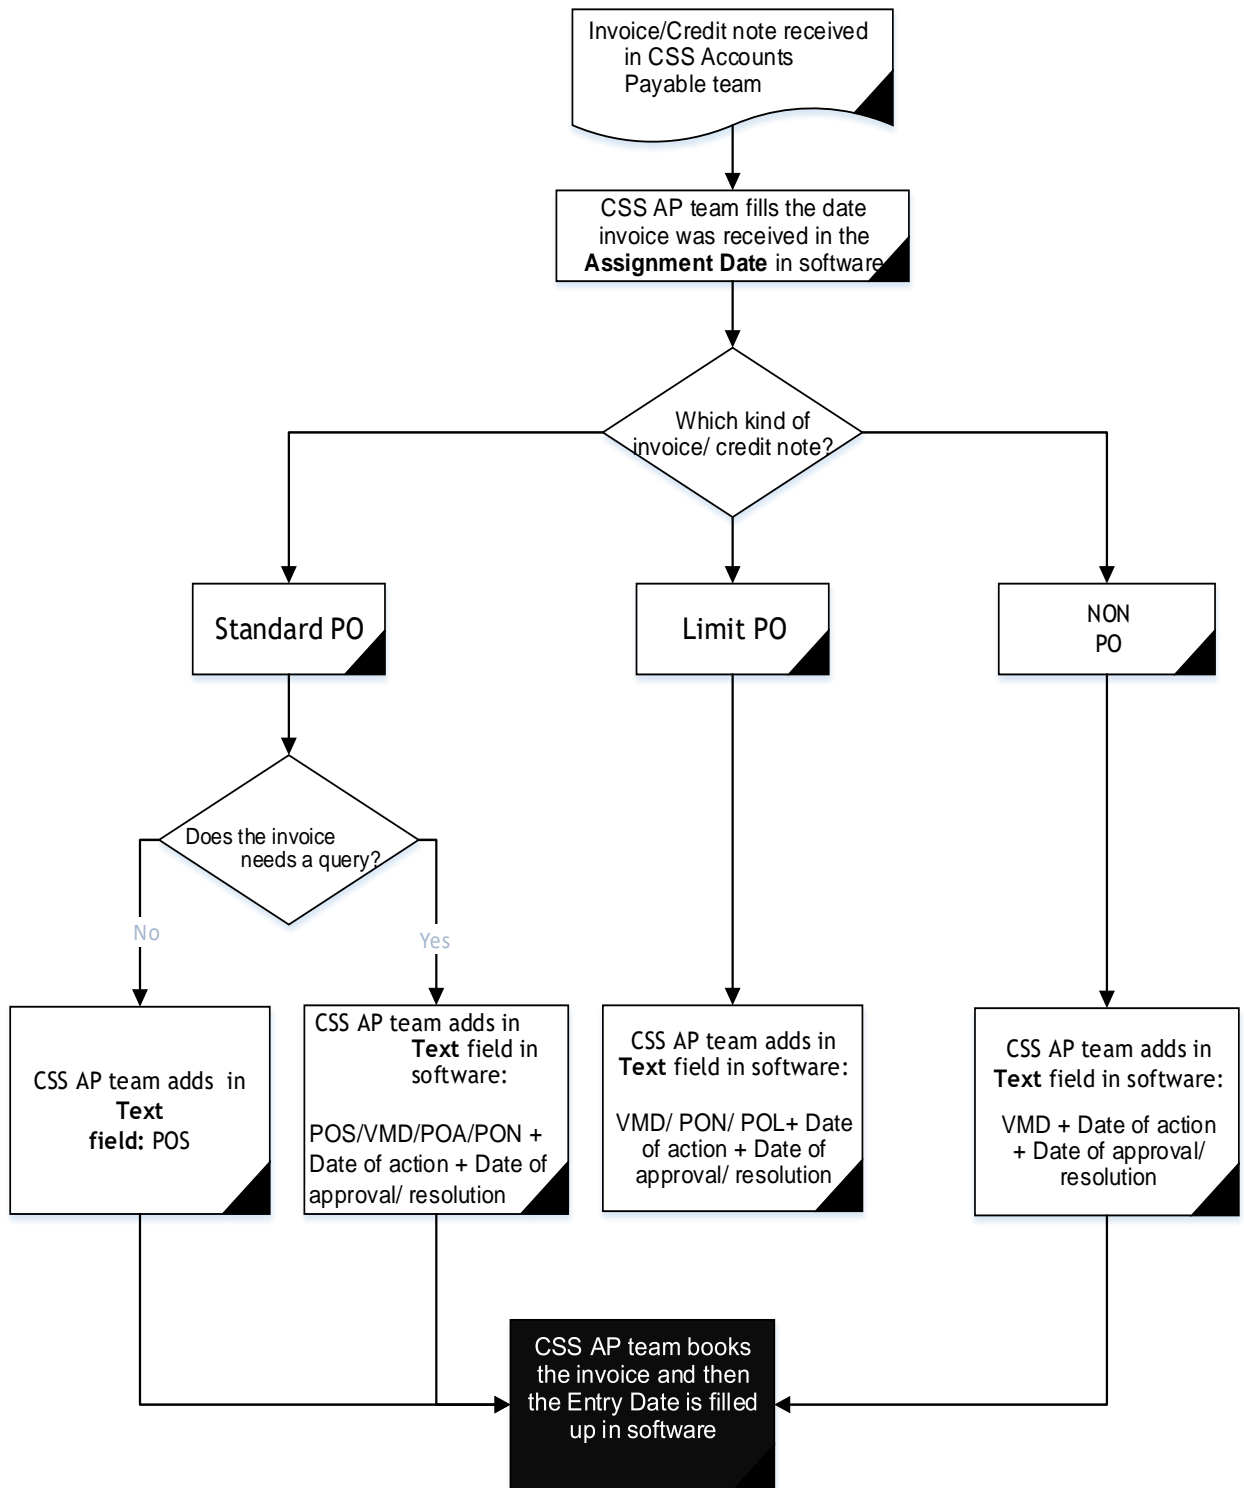 Invoice/Credit note received
in CSS Accounts
Payable team
CSS AP team fills the date
invoice was received in the
Assignment Date in software
Which kind of
invoice/ credit note?
Standard PO
Limit PO
NON
PO
Does the invoice
needs a query?
No
Yes
CSS AP team adds in
Text
field: POS
CSS AP team adds in
Text field in
software:
POS/VMD/POA/PON +
Date of action + Date of
approval/ resolution
CSS AP team adds in
Text field in software:
VMD/ PON/ POL+ Date
of action + Date of
approval/ resolution
CSS AP team adds in
Text field in software:
VMD + Date of action
+ Date of approval/
resolution
CSS AP team books
the invoice and then
the Entry Date is filled
up in software